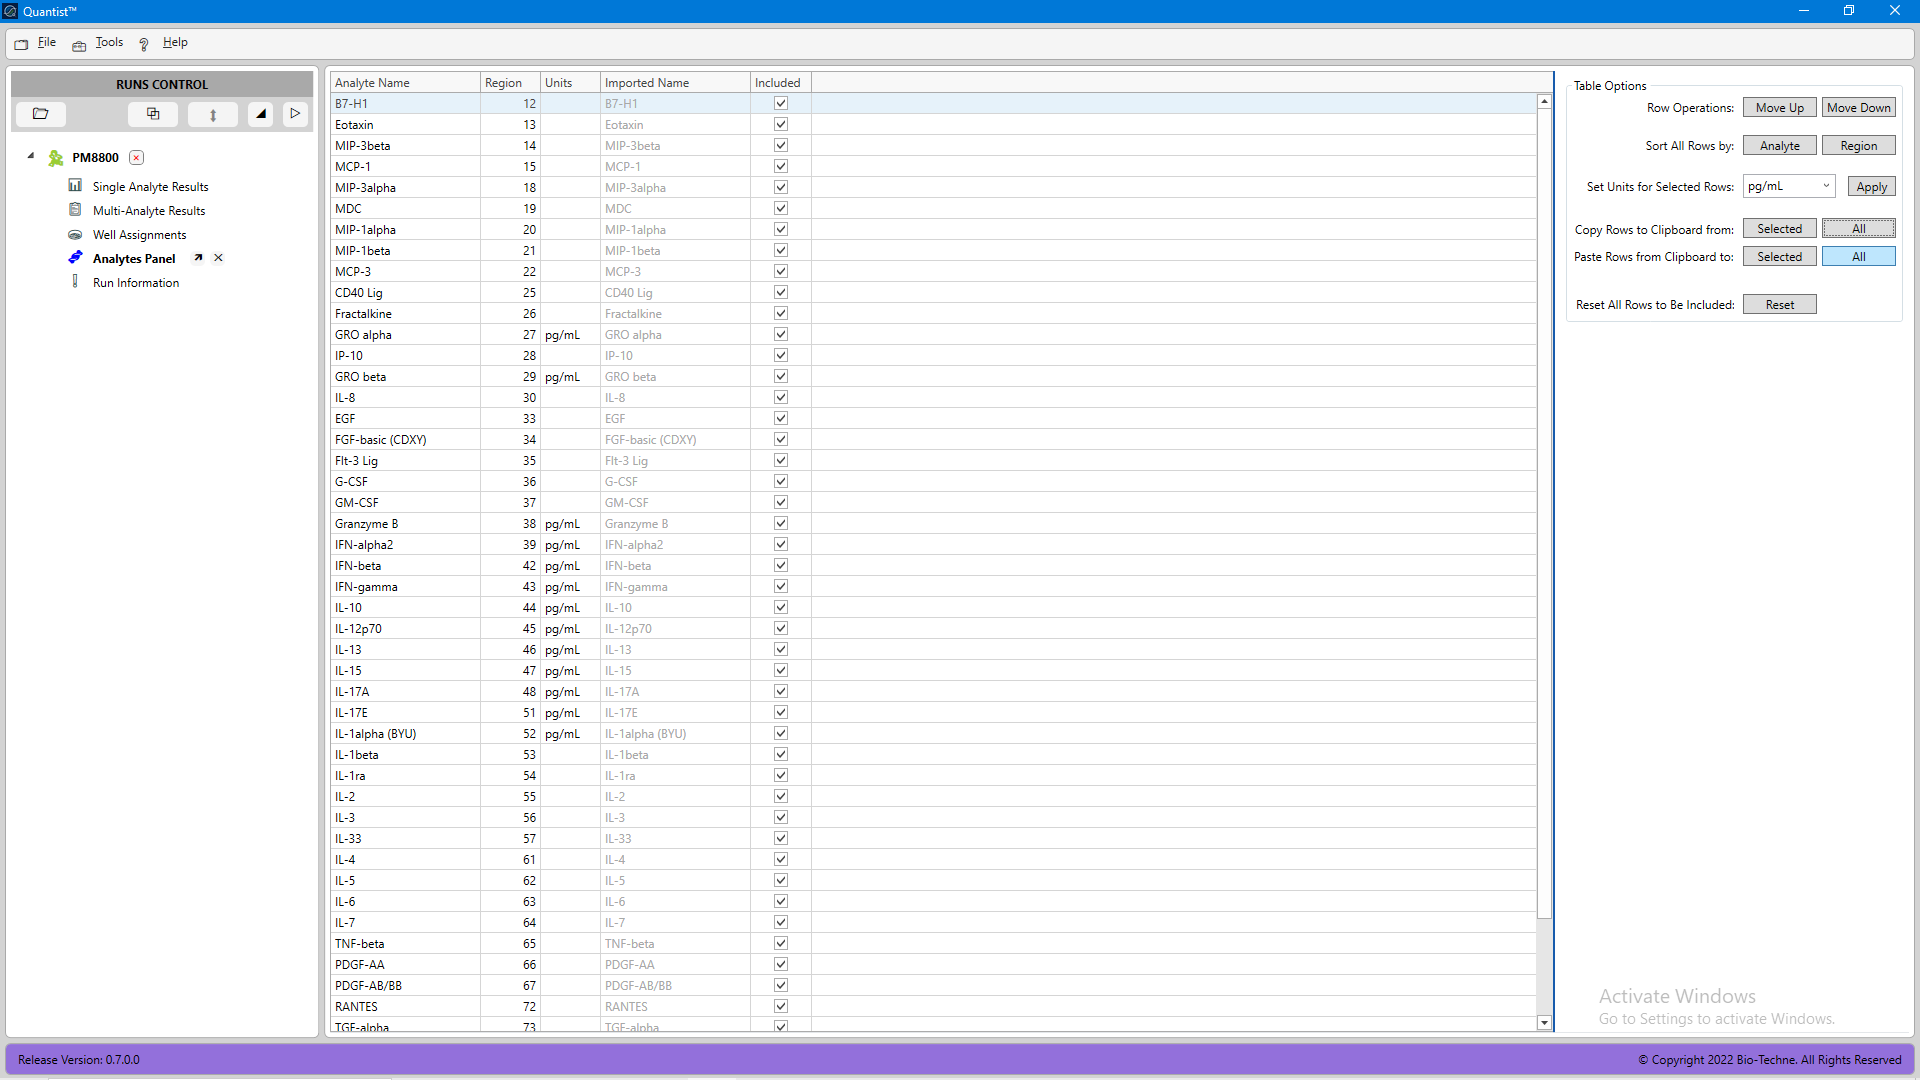 Quantist™
File Tools Help
RUNS CONTROL
PM8800
Single Analyte Results
Multi-Analyte Results
Well Assignments
Analytes Panel
Run Information
Analyte Name Region Units Imported Name Included
B7-H1 12 B7-H1
Eotaxin 13 Eotaxin
MIP-3beta 14 MIP-3beta
MCP-1 15 MCP-1
MIP-3alpha 18 MIP-3alpha
MDC 19 MDC
MIP-1alpha 20 MIP-1alpha
MIP-1beta 21 MIP-1beta
MCP-3 22 MCP-3
CD40 Lig 25 CD40 Lig
Fractalkine 26 Fractalkine
GRO alpha 27 pg/mL GRO alpha
IP-10 28 IP-10
GRO beta 29 pg/mL GRO beta
IL-8 30 IL-8
EGF 33 EGF
FGF-basic (CDXY) 34 FGF-basic (CDXY)
Flt-3 Lig 35 Flt-3 Lig
G-CSF 36 G-CSF
GM-CSF 37 GM-CSF
Granzyme B 38 pg/mL Granzyme B
IFN-alpha2 39 pg/mL IFN-alpha2
IFN-beta 42 pg/mL IFN-beta
IFN-gamma 43 pg/mL IFN-gamma
IL-10 44 pg/mL IL-10
IL-12p70 45 pg/mL IL-12p70
IL-13 46 pg/mL IL-13
IL-15 47 pg/mL IL-15
IL-17A 48 pg/mL IL-17A
IL-17E 51 pg/mL IL-17E
IL-1alpha (BYU) 52 pg/mL IL-1alpha (BYU)
IL-1beta 53 IL-1beta
IL-1ra 54 IL-1ra
IL-2 55 IL-2
IL-3 56 IL-3
IL-33 57 IL-33
IL-4 61 IL-4
IL-5 62 IL-5
IL-6 63 IL-6
IL-7 64 IL-7
TNF-beta 65 TNF-beta
PDGF-AA 66 PDGF-AA
PDGF-AB/BB 67 PDGF-AB/BB
RANTES 72 RANTES
TGF-alpha 73 TGF-alpha
Table Options
Row Operations: Move Up Move Down
Sort All Rows by: Analyte Region
Set Units for Selected Rows: pg/mL Apply
Copy Rows to Clipboard from: Selected All
Paste Rows from Clipboard to: Selected All
Reset All Rows to Be Included: Reset
Activate Windows
Go to Settings to activate Windows.
Release Version: 0.7.0.0
© Copyright 2022 Bio-Techne. All Rights Reserved